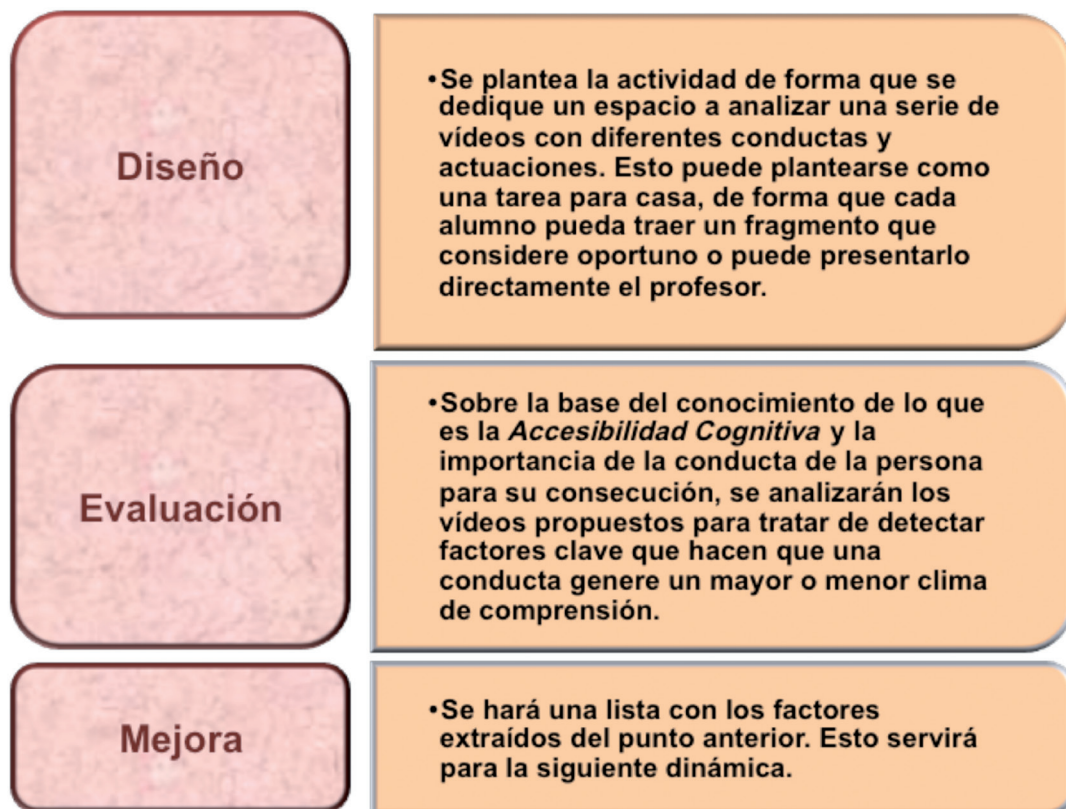 Diseño
•Se plantea la actividad de forma que se
dedique un espacio a analizar una serie de
vídeos con diferentes conductas y
actuaciones. Esto puede plantearse como
una tarea para casa, de forma que cada
alumno pueda traer un fragmento que
considere oportuno o puede presentarlo
directamente el profesor.
Evaluación
•Sobre la base del conocimiento de lo que
es la Accesibilidad Cognitiva y la
importancia de la conducta de la persona
para su consecución, se analizarán los
vídeos propuestos para tratar de detectar
factores clave que hacen que una
conducta genere un mayor o menor clima
de comprensión.
Mejora
•Se hará una lista con los factores
extraídos del punto anterior. Esto servirá
para la siguiente dinámica.